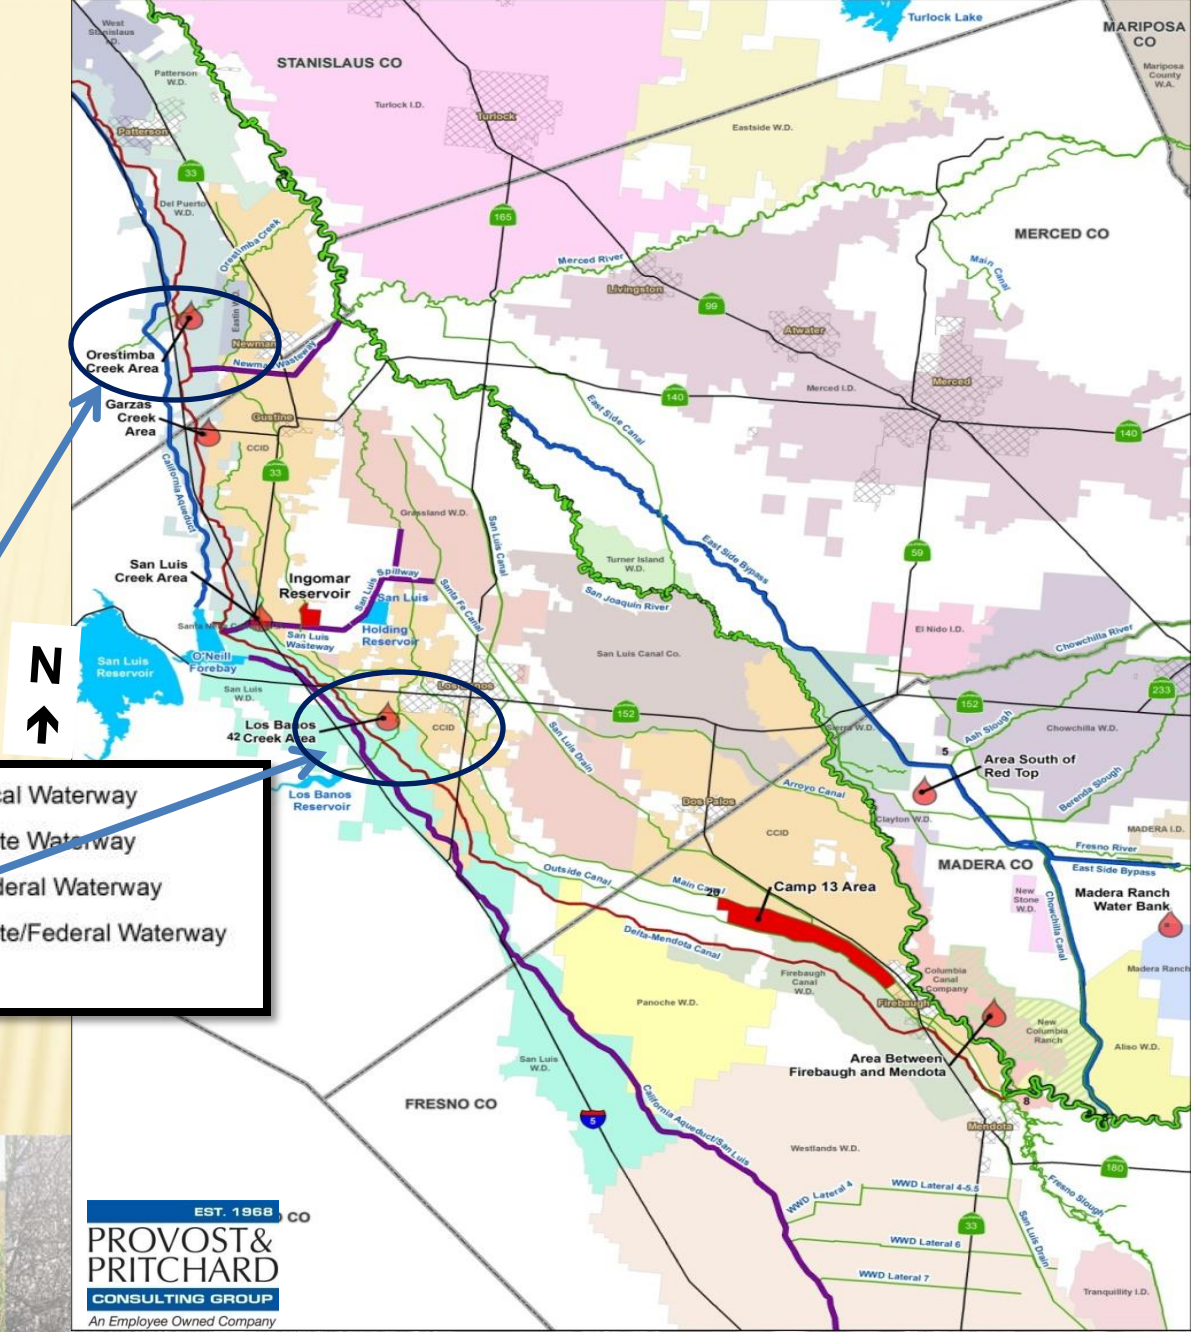 West
Stanislaus
I.D.
STANISLAUS CO
Turlock Lake
MARIPOSA
CO
Mariposa
County
W.A.
Patterson
W.D.
Turlock I.D.
Turlock
Eastside W.D.
Patterson
33
Del Puerto
W.D.
165
Orestimba Creek
MERCED CO
Merced River
Main Canal
Livingston
99
Eastin W.D.
Atwater
Newman
Orestimba
Creek Area
Newman Wasteway
Merced I.D.
Merced
140
Garzas
Creek
Area
Gustine
East Side Canal
140
CCID
33
California Aqueduct
Grassland W.D.
San Luis Canal
East Side Bypass
59
San Luis
Creek Area
Ingomar
Reservoir
San Luis
Spillway
Santa Fe Canal
Turner Island
W.D.
San Joaquin River
San Luis
Holding
Reservoir
San Luis
Wasteway
El Nido I.D.
Chowchilla River
N
San Luis
Reservoir
O'Neill
Forebay
San Luis Canal Co.
San Luis
W.D.
Los Banos
152
152
233
Los Banos
42 Creek Area
CCID
San Luis Drain
Sierra W.D.
Ash Slough
Chowchilla W.D.
5
Area South of
Red Top
Los Banos
Reservoir
Arroyo Canal
Berenda Slough
Dos Palos
CCID
Clayton W.D.
MADERA I.D.
cal Waterway
te Waterway
deral Waterway
te/Federal Waterway
Fresno River
East Side Bypass
MADERA CO
Outside Canal
Main Canal
29
Camp 13 Area
New
Stone
W.D.
Chowchilla Canal
Madera Ranch
Water Bank
Delta-Mendota Canal
Firebaugh
Canal
W.D.
Columbia
Canal
Company
Madera Ranch
Panoche W.D.
Firebaugh
New
Columbia
Ranch
Aliso W.D.
San Luis
W.D.
Area Between
Firebaugh and Mendota
FRESNO CO
5
California Aqueduct/San Luis
8
Mendota
Westlands W.D.
180
WWD Lateral 4
WWD Lateral 4-5.5
Fresno Slough
33
San Luis Drain
WWD Lateral 6
WWD Lateral 7
Tranquillity I.D.
EST. 1968
O CO
PROVOST&
PRITCHARD
CONSULTING GROUP
An Employee Owned Company